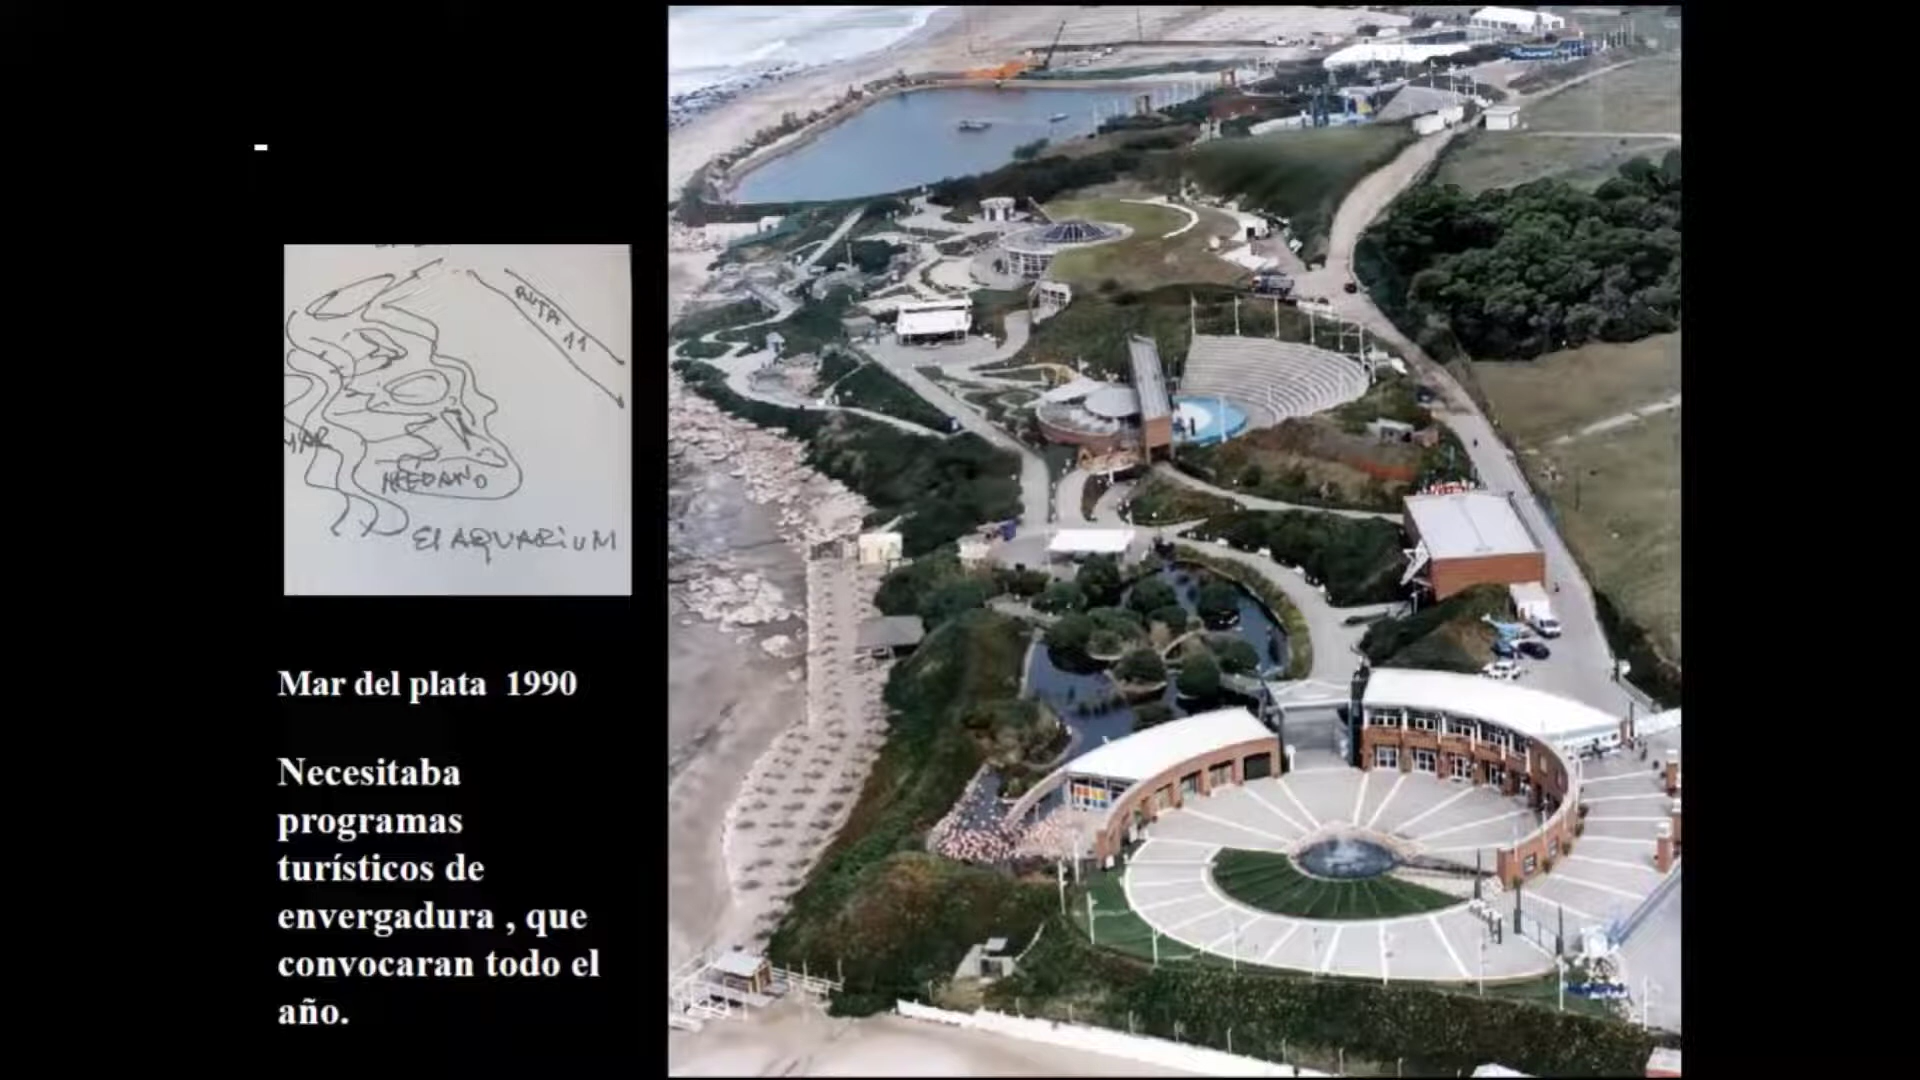 -
RUTA 11
MAR
MEDANO
El AQUARiUM
Mar del plata 1990
Necesitaba
programas
turísticos de
envergadura , que
convocaran todo el
año.